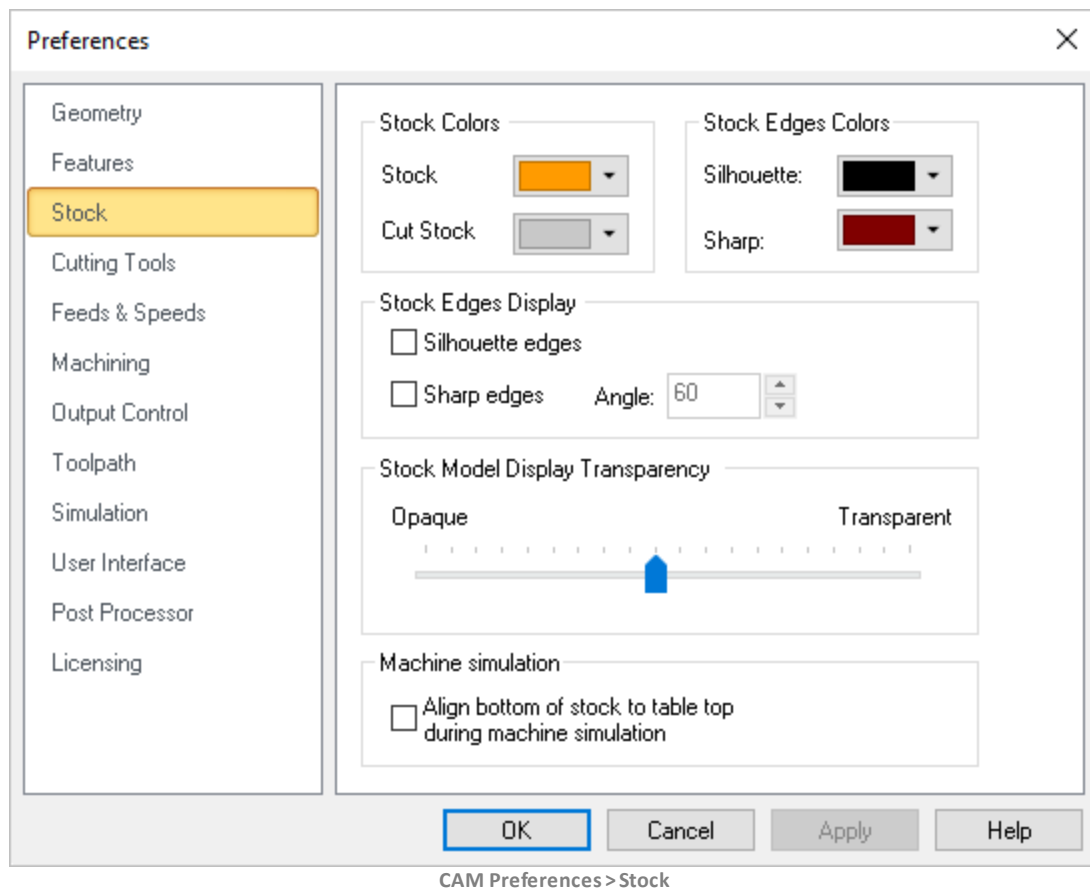 Preferences
Geometry
Features
Stock
Cutting Tools
Feeds & Speeds
Machining
Output Control
Toolpath
Simulation
User Interface
Post Processor
Licensing
Stock Colors
Stock
Cut Stock
Stock Edges Colors
Silhouette:
Sharp:
Stock Edges Display
Silhouette edges
Sharp edges Angle: 60
Stock Model Display Transparency
Opaque Transparent
Machine simulation
Align bottom of stock to table top
during machine simulation
OK Cancel Apply Help
CAM Preferences > Stock